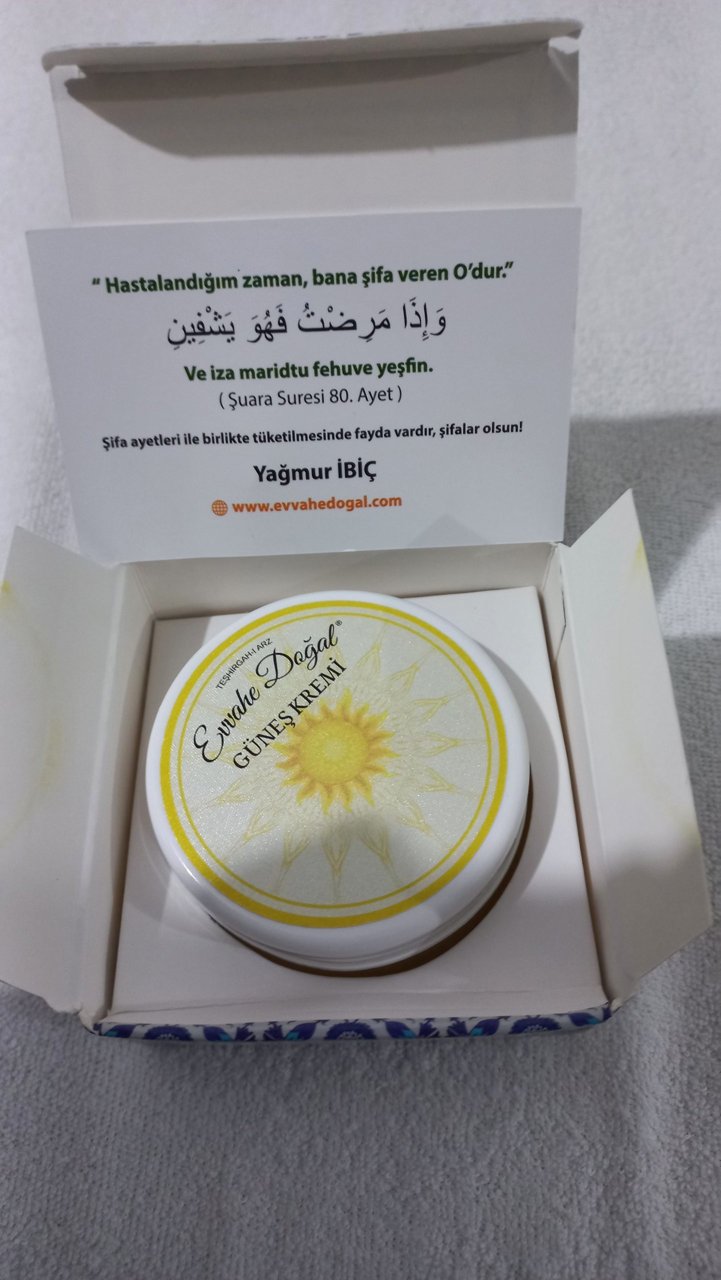 “ Hastalandığım zaman, bana şifa veren O’dur.”
وَإِذَا مَرِضْتُ فَهُوَ يَشْفِينِ
Ve iza maridtu fehuve yeşfin.
( Şuara Suresi 80. Ayet )
Şifa ayetleri ile birlikte tüketilmesinde fayda vardır, şifalar olsun!
Yağmur İBİÇ
www.evvahedogal.com
TEŞHİRGAH-I ARZ
Evvahe Doğal®
GÜNEŞ KREMİ